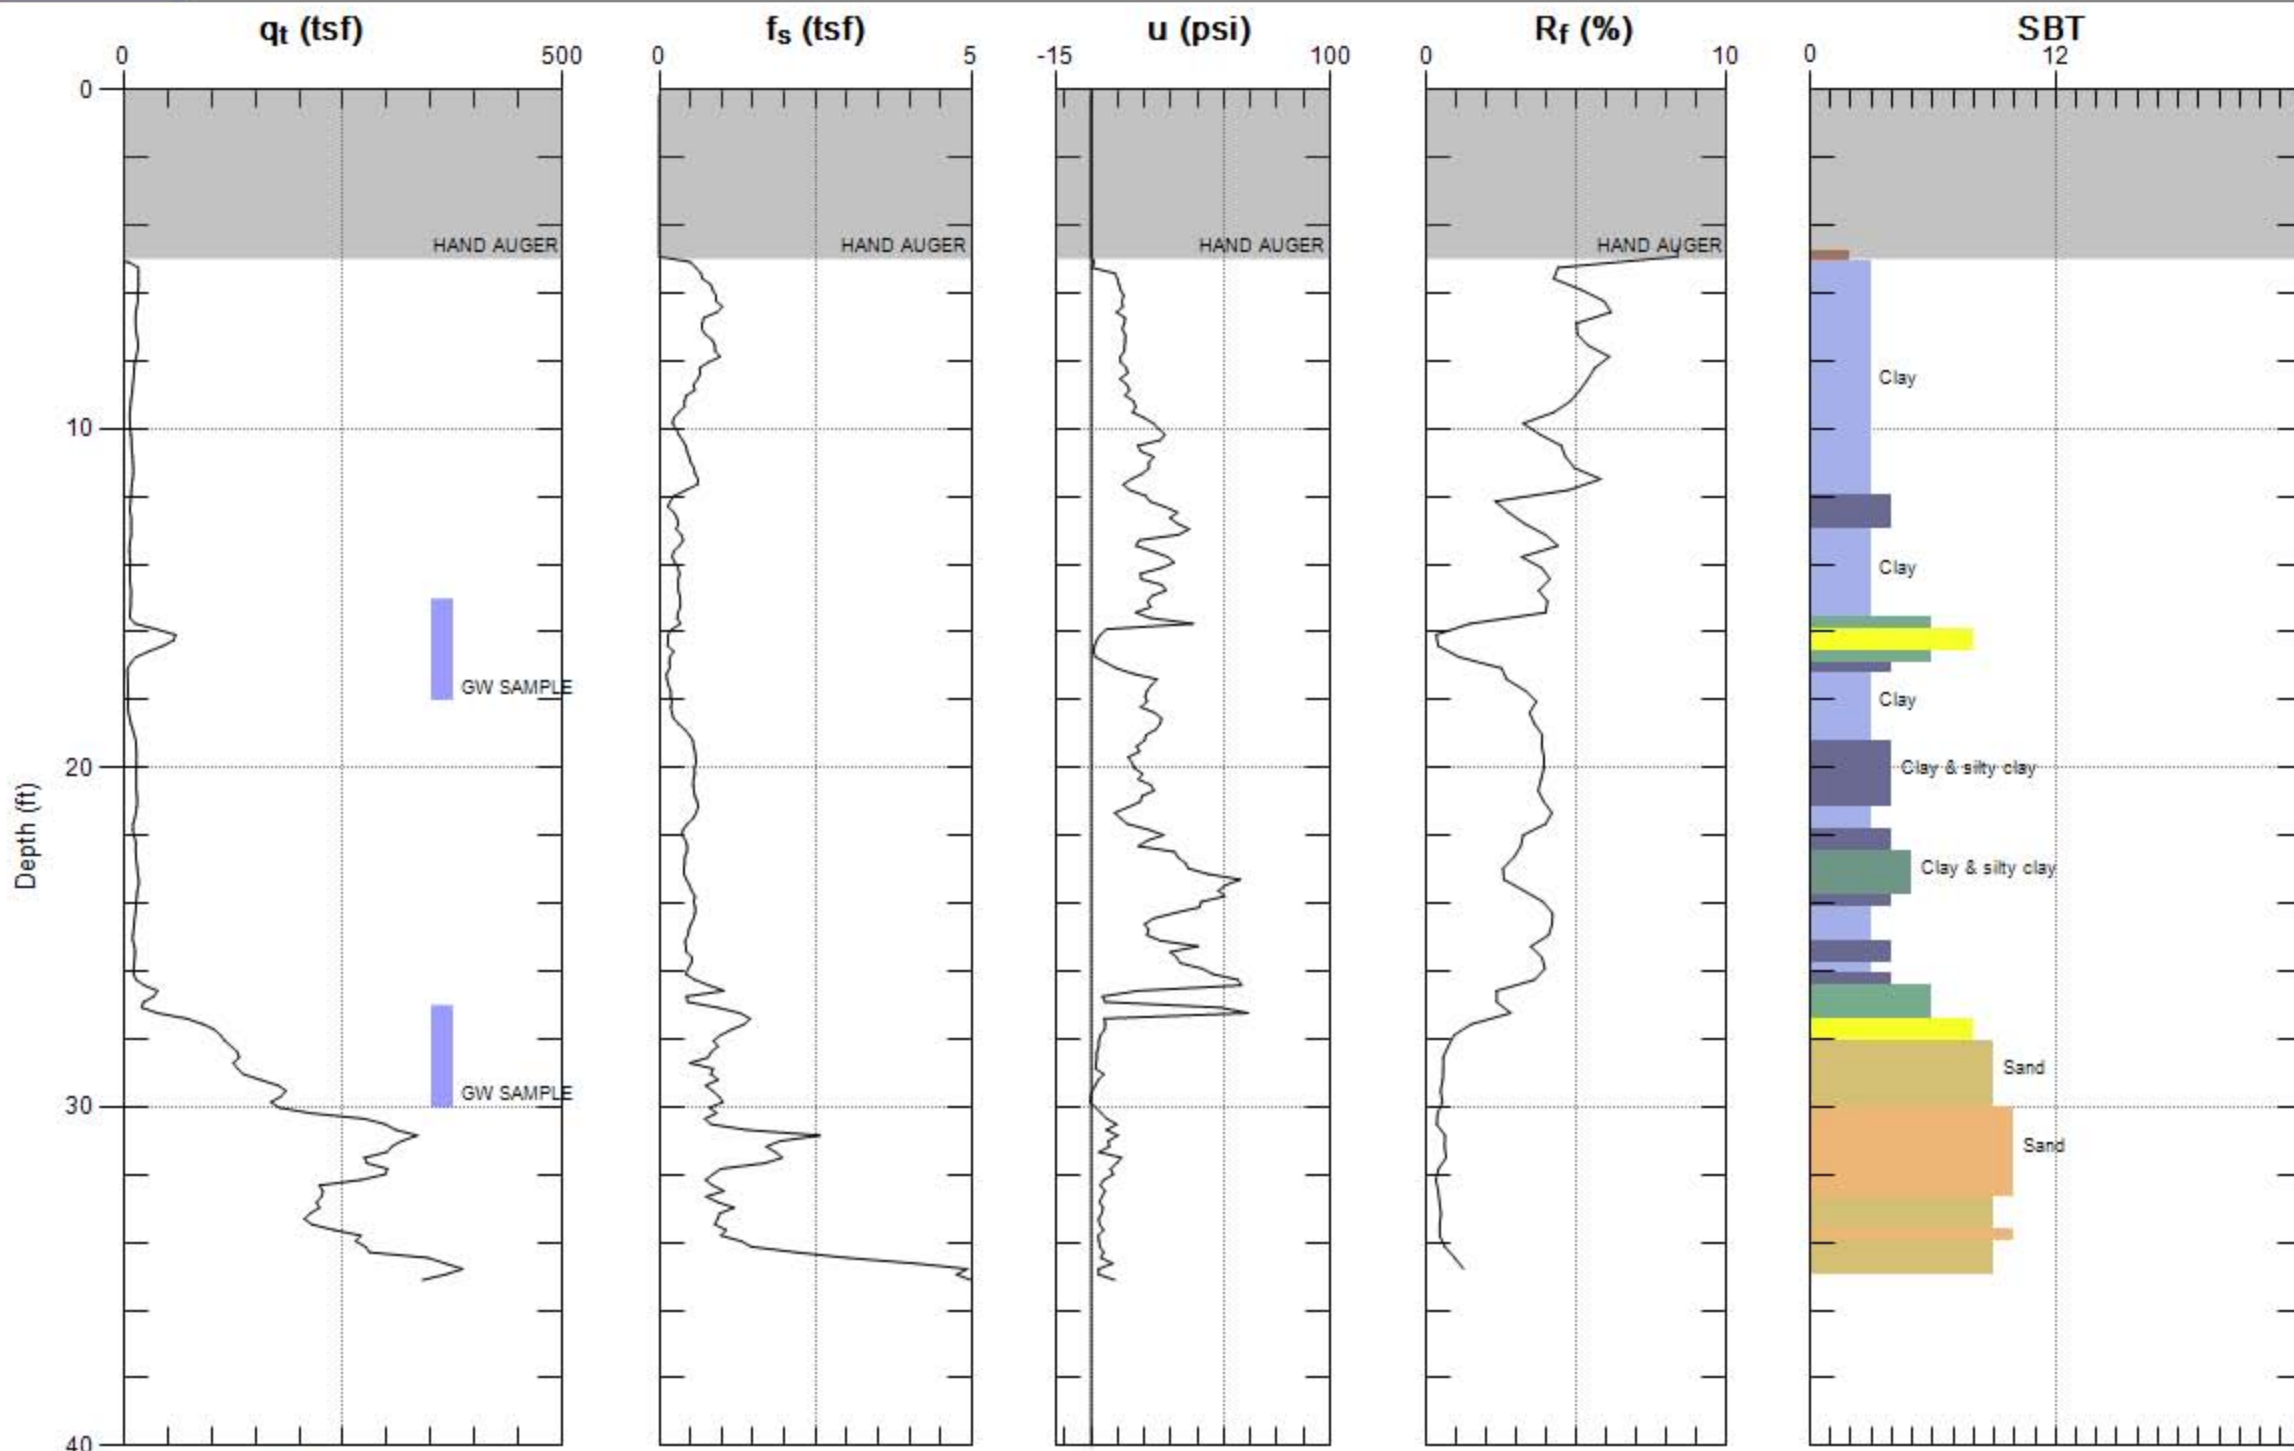 qt (tsf) fs (tsf) u (psi) Rf (%) SBT
0 500 0 5 -15 100 0 10 0 12
0
HAND AUGER HAND AUGER HAND AUGER HAND AUGER
Clay
10
Clay
GW SAMPLE Clay
20 Clay & silty clay
Depth (ft)
Clay & silty clay
Sand
GW SAMPLE
30
Sand
40